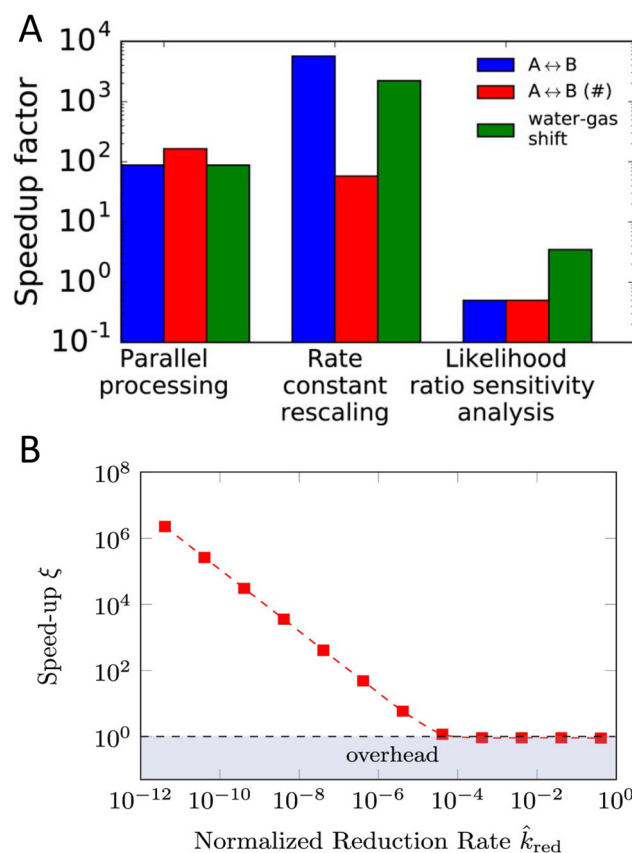 A
Speedup factor
10^4
10^3
10^2
10^1
10^0
10^-1
A↔B
A↔B (#)
water-gas
shift
Parallel
processing
Rate
constant
rescaling
Likelihood
ratio sensitivity
analysis
B
Speed-up ξ
10^8
10^6
10^4
10^2
10^0
overhead
10^−12 10^−10 10^−8 10^−6 10^−4 10^−2 10^0
Normalized Reduction Rate k̂_red